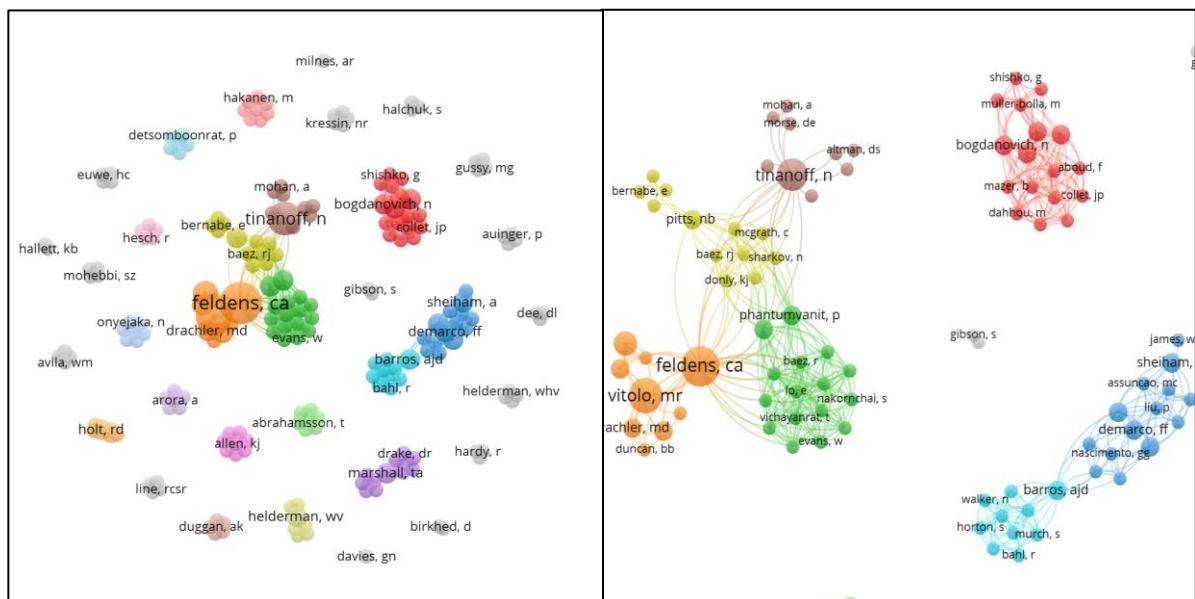 milnes, ar
hakanen, m
halchuk, s
kressin, nr
detsomboonrat, p
euwe, hc
mohan, a
shishko, g
gussy, mg
bernabe, e
tinanoff, n
bogdanovich, n
hesch, r
baez, rj
collet, jp
auinger, p
hallett, kb
mohebbi, sz
gibson, s
sheiham, a
feldens, ca
dee, dl
onyejaka, n
drachler, md
evans, w
demarco, ff
avila, wm
barros, ajd
bahl, r
helderman, whv
arora, a
abrahamsson, t
holt, rd
allen, kj
drake, dr
hardy, r
marshall, ta
line, rcsr
duggan, ak
helderman, wv
birkhed, d
davies, gn
g
shishko, g
mohan, a
muller-bolla, m
morse, de
altman, ds
bogdanovich, n
tinanoff, n
aboud, f
bernabe, e
mazer, b
collet, jp
pitts, nb
dahhou, m
mcgrath, c
baez, rj
sharkov, n
donly, kj
phantumvanit, p
gibson, s
james, w
baez, r
feldens, ca
sheiham,
assuncao, mc
lo, e
vitolo, mr
nakornchai, s
liu, p
vichayanrat, t
rachler, md
demarco, ff
evans, w
duncan, bb
nascimento, gg
walker, n
barros, ajd
horton, s
murch, s
bahl, r